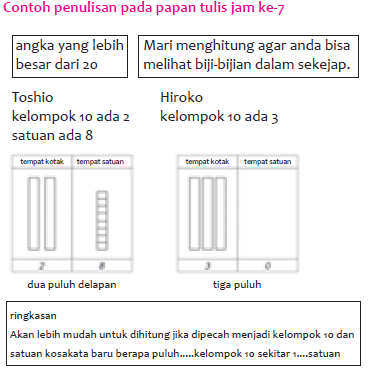 Contoh penulisan pada papan tulis jam ke-7
angka yang lebih
besar dari 20
Mari menghitung agar anda bisa
melihat biji-bijian dalam sekejap.
Toshio
kelompok 10 ada 2
satuan ada 8
Hiroko
kelompok 10 ada 3
tempat kotak tempat satuan
2 8
dua puluh delapan
tempat kotak tempat satuan
3 0
tiga puluh
ringkasan
Akan lebih mudah untuk dihitung jika dipecah menjadi kelompok 10 dan
satuan kosakata baru berapa puluh.....kelompok 10 sekitar 1....satuan